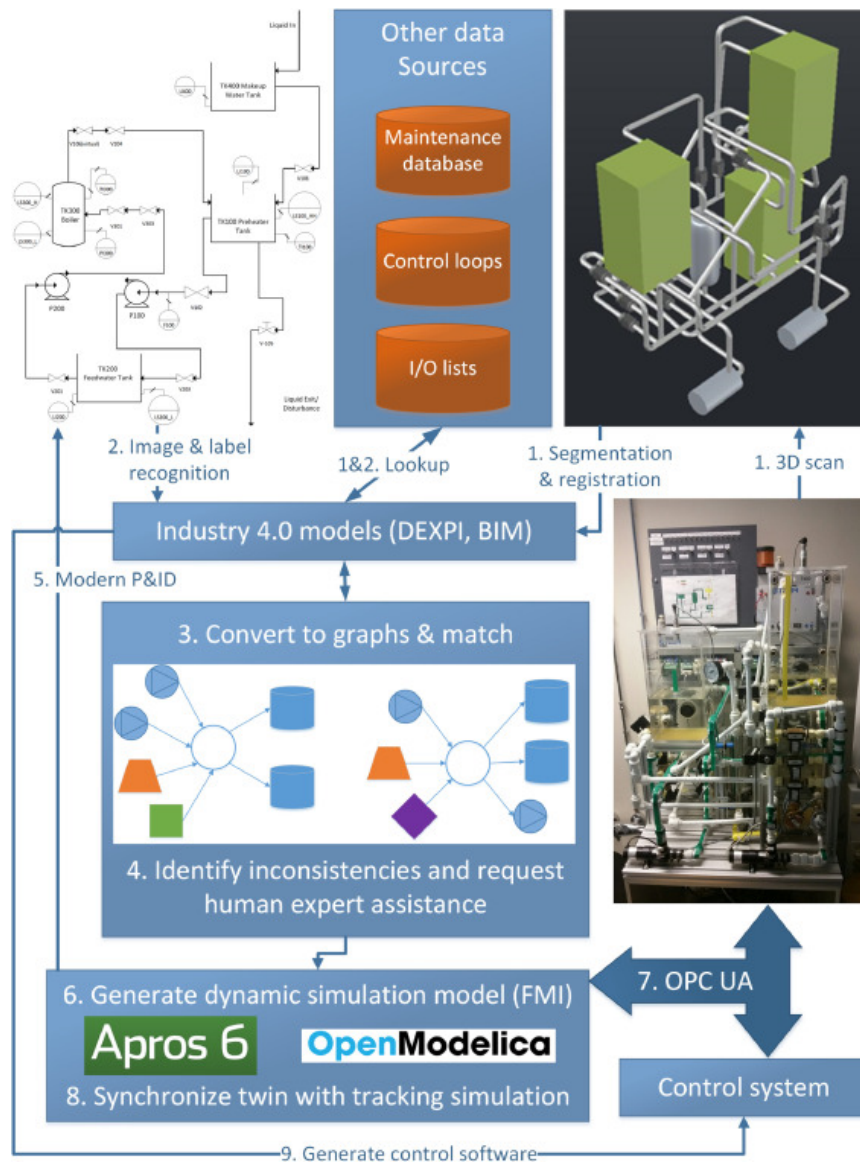 Liquid In
TK400 Makeup
Water Tank
V304
TK300
Boiler
TK100 Preheater
Tank
P200
P100
V-105
TK200
Feedwater Tank
V201
Liquid Exit/
Disturbance
Other data
Sources
Maintenance
database
Control loops
I/O lists
2. Image & label
recognition
1&2. Lookup
1. Segmentation
& registration
1. 3D scan
Industry 4.0 models (DEXPI, BIM)
5. Modern P&ID
3. Convert to graphs & match
4. Identify inconsistencies and request
human expert assistance
6. Generate dynamic simulation model (FMI)
Apros 6
OpenModelica
8. Synchronize twin with tracking simulation
7. OPC UA
Control system
9. Generate control software